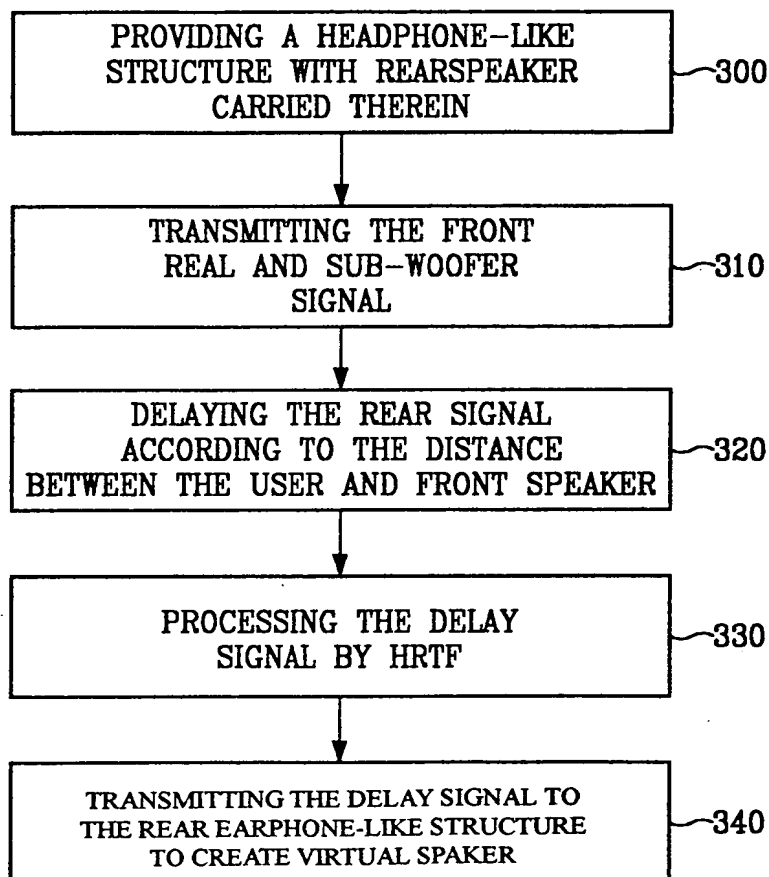 PROVIDING A HEADPHONE-LIKE
STRUCTURE WITH REARSPEAKER
CARRIED THEREIN
300
TRANSMITTING THE FRONT
REAL AND SUB-WOOFER
SIGNAL
310
DELAYING THE REAR SIGNAL
ACCORDING TO THE DISTANCE
BETWEEN THE USER AND FRONT SPEAKER
320
PROCESSING THE DELAY
SIGNAL BY HRTF
330
TRANSMITTING THE DELAY SIGNAL TO
THE REAR EARPHONE-LIKE STRUCTURE
TO CREATE VIRTUAL SPAKER
340